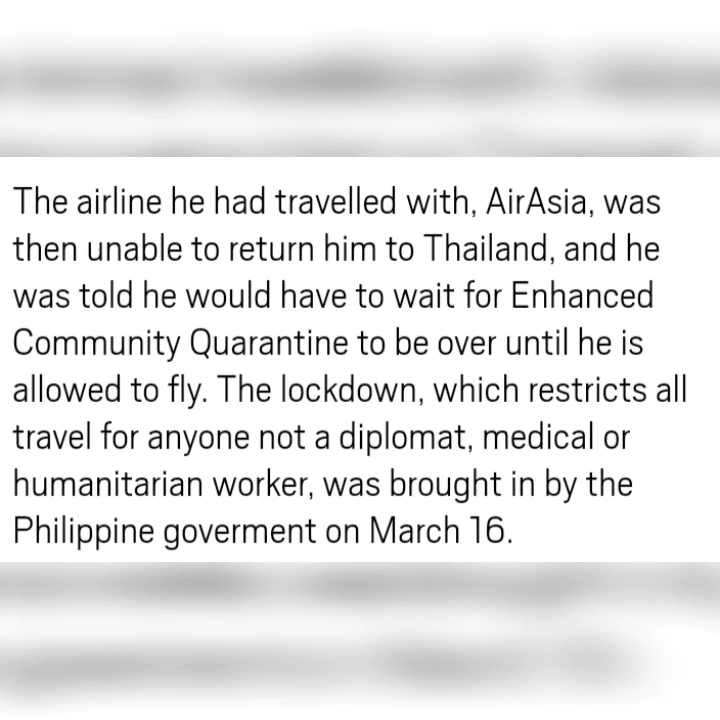 The airline he had travelled with, AirAsia, was
then unable to return him to Thailand, and he
was told he would have to wait for Enhanced
Community Quarantine to be over until he is
allowed to fly. The lockdown, which restricts all
travel for anyone not a diplomat, medical or
humanitarian worker, was brought in by the
Philippine goverment on March 16.